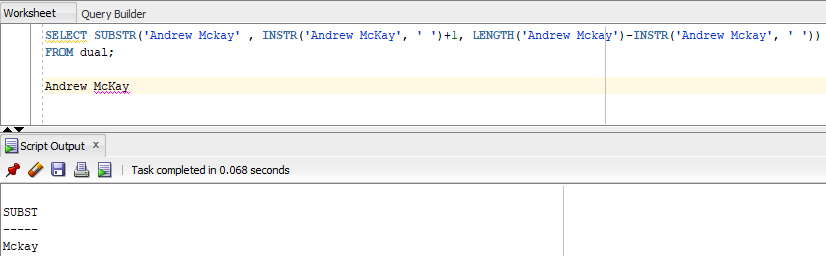 Worksheet Query Builder
SELECT SUBSTR('Andrew Mckay' , INSTR('Andrew McKay', ' ')+1, LENGTH('Andrew Mckay')-INSTR('Andrew Mckay', ' '))
FROM dual;
Andrew McKay
Script Output x
Task completed in 0.068 seconds
SUBST
-----
Mckay